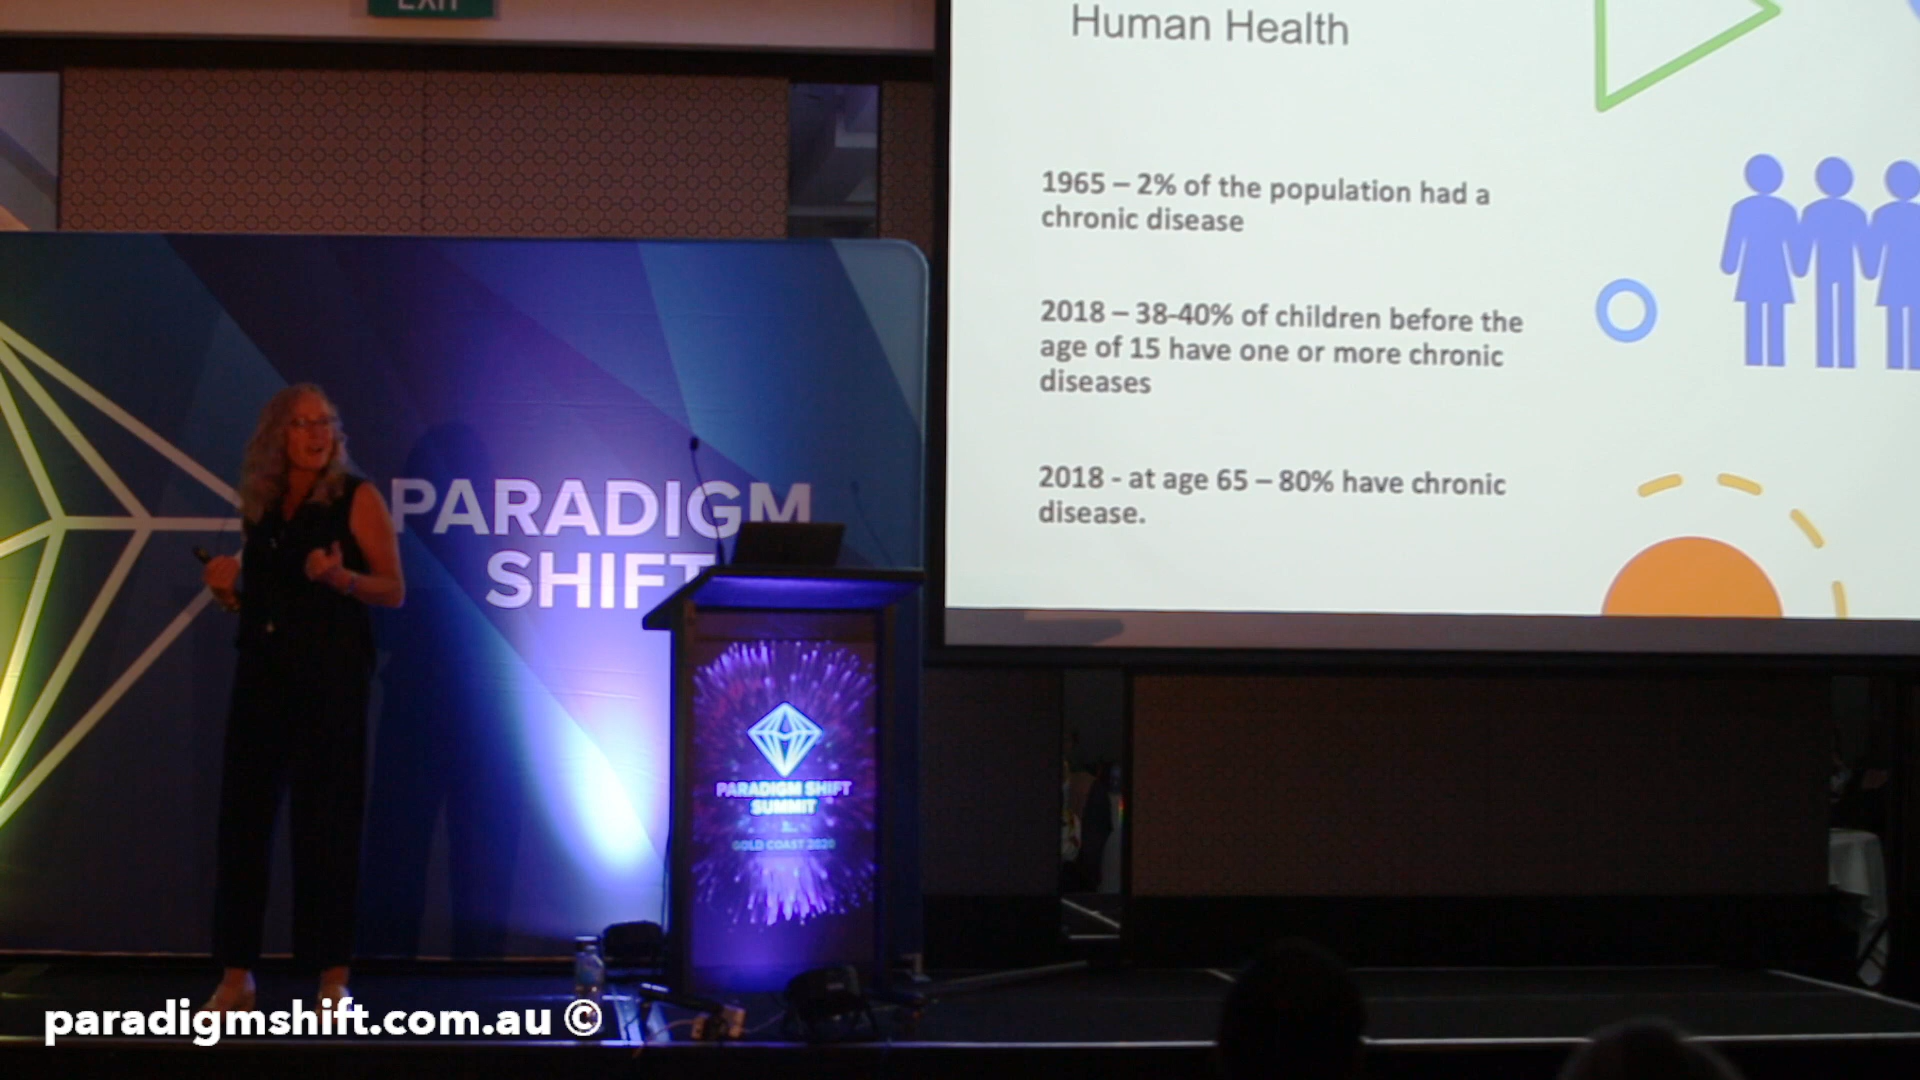 EXIT
Human Health
1965 – 2% of the population had a
chronic disease
2018 – 38-40% of children before the
age of 15 have one or more chronic
diseases
2018 - at age 65 – 80% have chronic
disease.
PARADIGM
SHIFT
PARADIGM SHIFT
SUMMIT
GOLD COAST 2020
paradigmshift.com.au ©